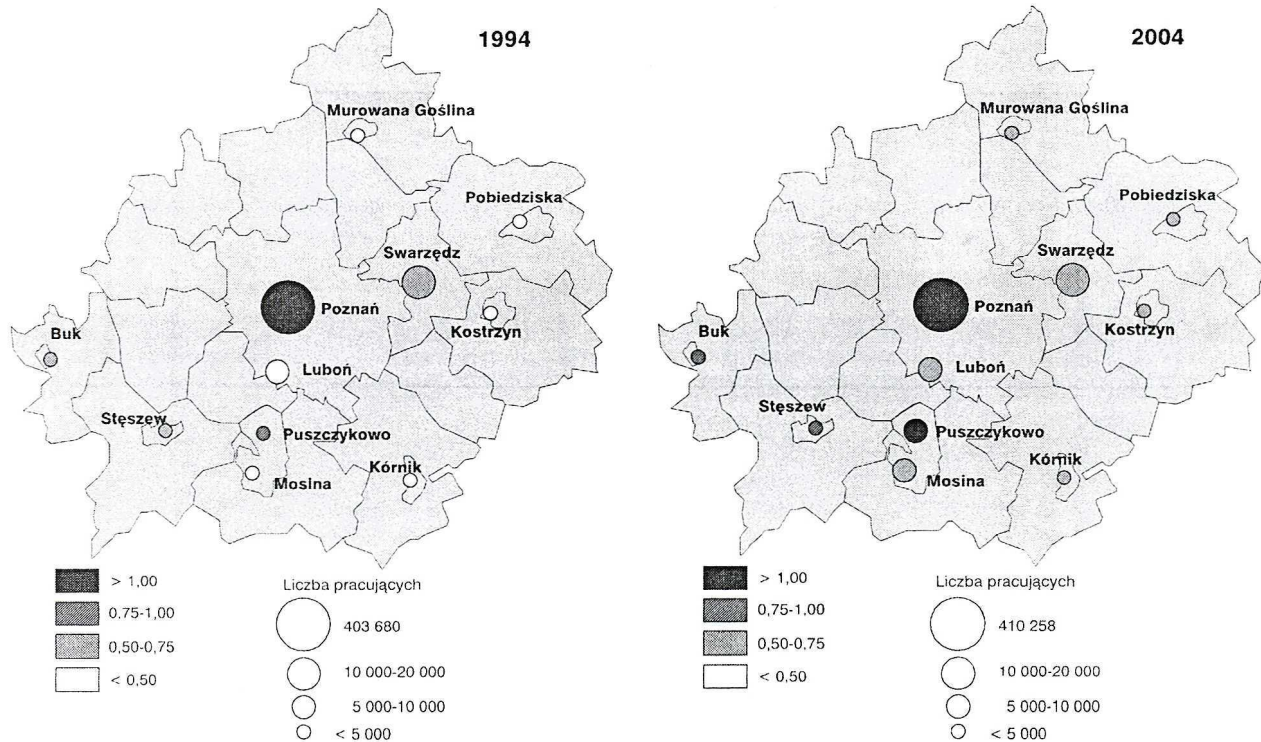 1994
Murowana Goślina
Pobiedziska
Swarzędz
Poznań
Kostrzyn
Buk
Luboń
Stęszew
Puszczykowo
Mosina
Kórnik
> 1,00
0,75-1,00
0,50-0,75
< 0,50
Liczba pracujących
403 680
10 000-20 000
5 000-10 000
< 5 000
2004
Murowana Goślina
Pobiedziska
Swarzędz
Poznań
Kostrzyn
Buk
Luboń
Stęszew
Puszczykowo
Kórnik
Mosina
> 1,00
0,75-1,00
0,50-0,75
< 0,50
Liczba pracujących
410 258
10 000-20 000
5 000-10 000
< 5 000